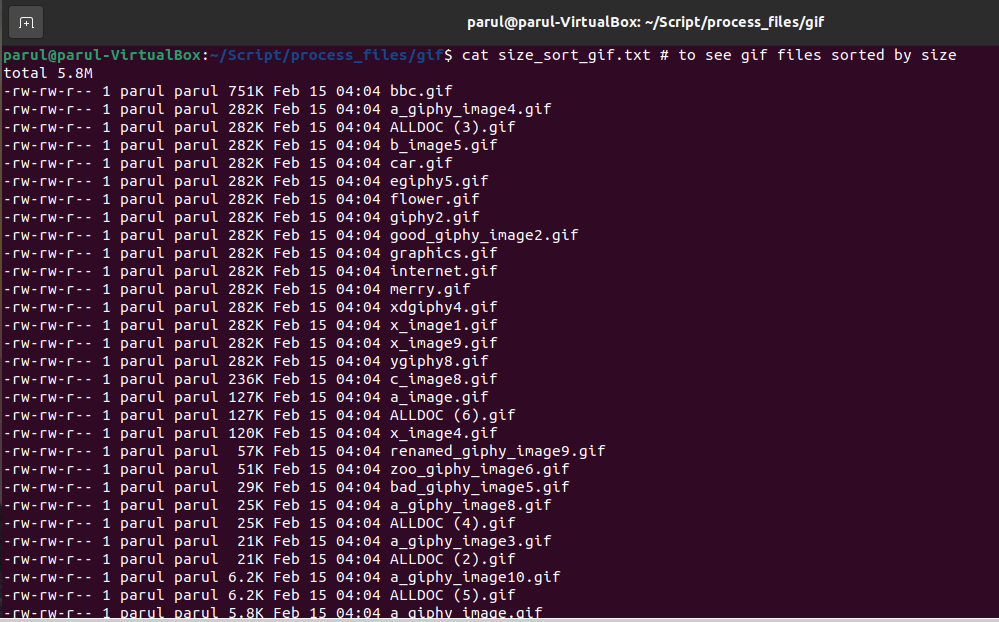 parul@parul-VirtualBox: ~/Script/process_files/gif
parul@parul-VirtualBox:~/Script/process_files/gif$ cat size_sort_gif.txt # to see gif files sorted by size
total 5.8M
-rw-rw-r-- 1 parul parul 751K Feb 15 04:04 bbc.gif
-rw-rw-r-- 1 parul parul 282K Feb 15 04:04 a_giphy_image4.gif
-rw-rw-r-- 1 parul parul 282K Feb 15 04:04 ALLDOC (3).gif
-rw-rw-r-- 1 parul parul 282K Feb 15 04:04 b_image5.gif
-rw-rw-r-- 1 parul parul 282K Feb 15 04:04 car.gif
-rw-rw-r-- 1 parul parul 282K Feb 15 04:04 egiphy5.gif
-rw-rw-r-- 1 parul parul 282K Feb 15 04:04 flower.gif
-rw-rw-r-- 1 parul parul 282K Feb 15 04:04 giphy2.gif
-rw-rw-r-- 1 parul parul 282K Feb 15 04:04 good_giphy_image2.gif
-rw-rw-r-- 1 parul parul 282K Feb 15 04:04 graphics.gif
-rw-rw-r-- 1 parul parul 282K Feb 15 04:04 internet.gif
-rw-rw-r-- 1 parul parul 282K Feb 15 04:04 merry.gif
-rw-rw-r-- 1 parul parul 282K Feb 15 04:04 xdgiphy4.gif
-rw-rw-r-- 1 parul parul 282K Feb 15 04:04 x_image1.gif
-rw-rw-r-- 1 parul parul 282K Feb 15 04:04 x_image9.gif
-rw-rw-r-- 1 parul parul 282K Feb 15 04:04 ygiphy8.gif
-rw-rw-r-- 1 parul parul 236K Feb 15 04:04 c_image8.gif
-rw-rw-r-- 1 parul parul 127K Feb 15 04:04 a_image.gif
-rw-rw-r-- 1 parul parul 127K Feb 15 04:04 ALLDOC (6).gif
-rw-rw-r-- 1 parul parul 120K Feb 15 04:04 x_image4.gif
-rw-rw-r-- 1 parul parul  57K Feb 15 04:04 renamed_giphy_image9.gif
-rw-rw-r-- 1 parul parul  51K Feb 15 04:04 zoo_giphy_image6.gif
-rw-rw-r-- 1 parul parul  29K Feb 15 04:04 bad_giphy_image5.gif
-rw-rw-r-- 1 parul parul  25K Feb 15 04:04 a_giphy_image8.gif
-rw-rw-r-- 1 parul parul  25K Feb 15 04:04 ALLDOC (4).gif
-rw-rw-r-- 1 parul parul  21K Feb 15 04:04 a_giphy_image3.gif
-rw-rw-r-- 1 parul parul  21K Feb 15 04:04 ALLDOC (2).gif
-rw-rw-r-- 1 parul parul 6.2K Feb 15 04:04 a_giphy_image10.gif
-rw-rw-r-- 1 parul parul 6.2K Feb 15 04:04 ALLDOC (5).gif
-rw-rw-r-- 1 parul parul 5.8K Feb 15 04:04 a_giphy_image.gif